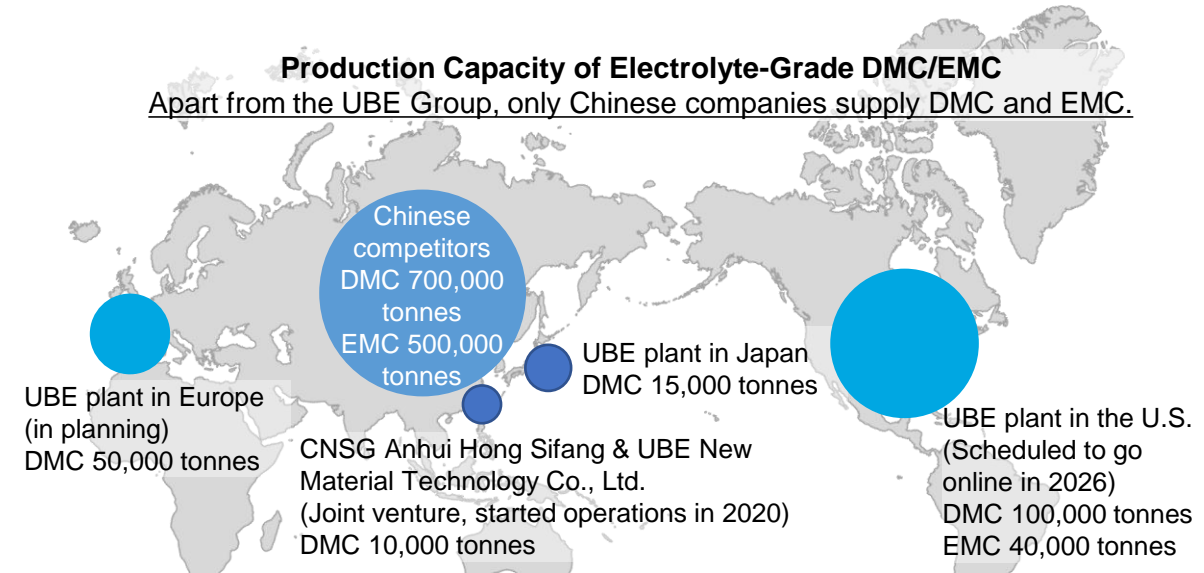 Production Capacity of Electrolyte-Grade DMC/EMC
Apart from the UBE Group, only Chinese companies supply DMC and EMC.
Chinese
competitors
DMC 700,000
tonnes
EMC 500,000
tonnes
UBE plant in Japan
DMC 15,000 tonnes
UBE plant in Europe
(in planning)
DMC 50,000 tonnes
CNSG Anhui Hong Sifang & UBE New
Material Technology Co., Ltd.
(Joint venture, started operations in 2020)
DMC 10,000 tonnes
UBE plant in the U.S.
(Scheduled to go
online in 2026)
DMC 100,000 tonnes
EMC 40,000 tonnes